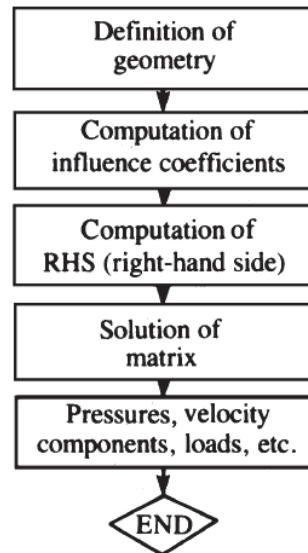 Definition of
geometry
Computation of
influence coefficients
Computation of
RHS (right-hand side)
Solution of
matrix
Pressures, velocity
components, loads, etc.
END